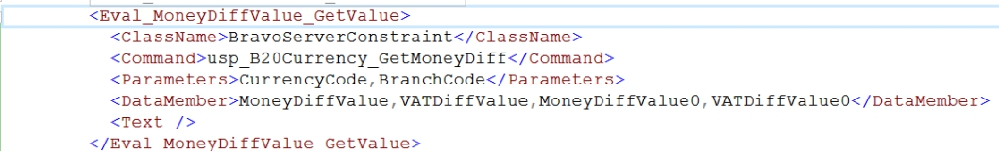 <Eval_MoneyDiffValue_GetValue>
<ClassName>BravoServerConstraint</ClassName>
<Command>usp_B20Currency_GetMoneyDiff</Command>
<Parameters>CurrencyCode,BranchCode</Parameters>
<DataMember>MoneyDiffValue,VATDiffValue,MoneyDiffValue0,VATDiffValue0</DataMember>
<Text />
</Eval_MoneyDiffValue_GetValue>